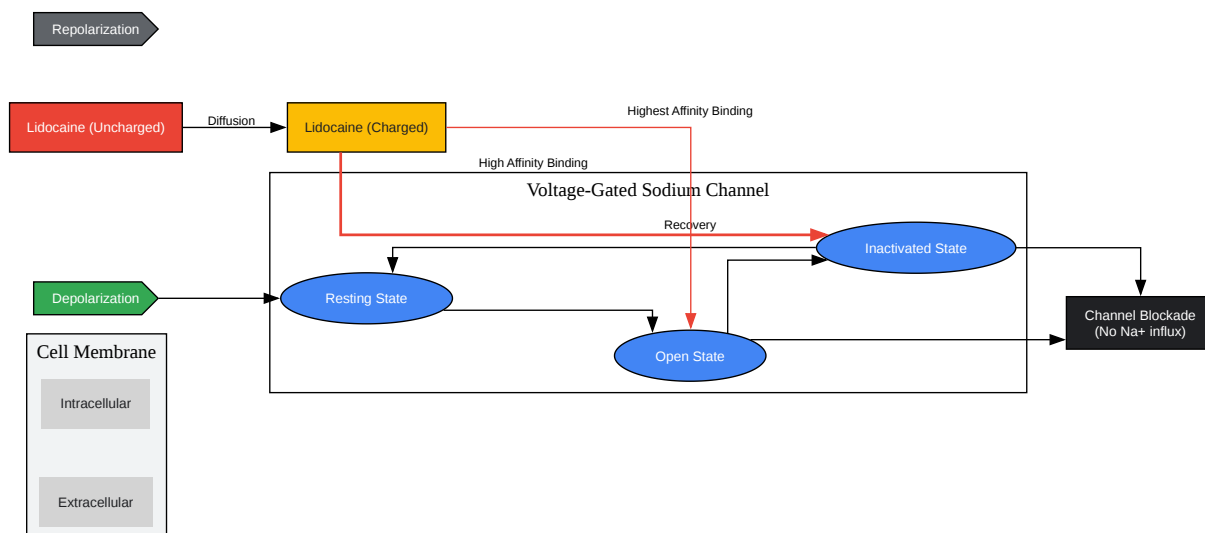 Repolarization
Highest Affinity Binding
Lidocaine (Uncharged)
Diffusion
Lidocaine (Charged)
High Affinity Binding
Voltage-Gated Sodium Channel
Recovery
Inactivated State
Depolarization
Resting State
Channel Blockade
(No Na+ influx)
Open State
Cell Membrane
Intracellular
Extracellular